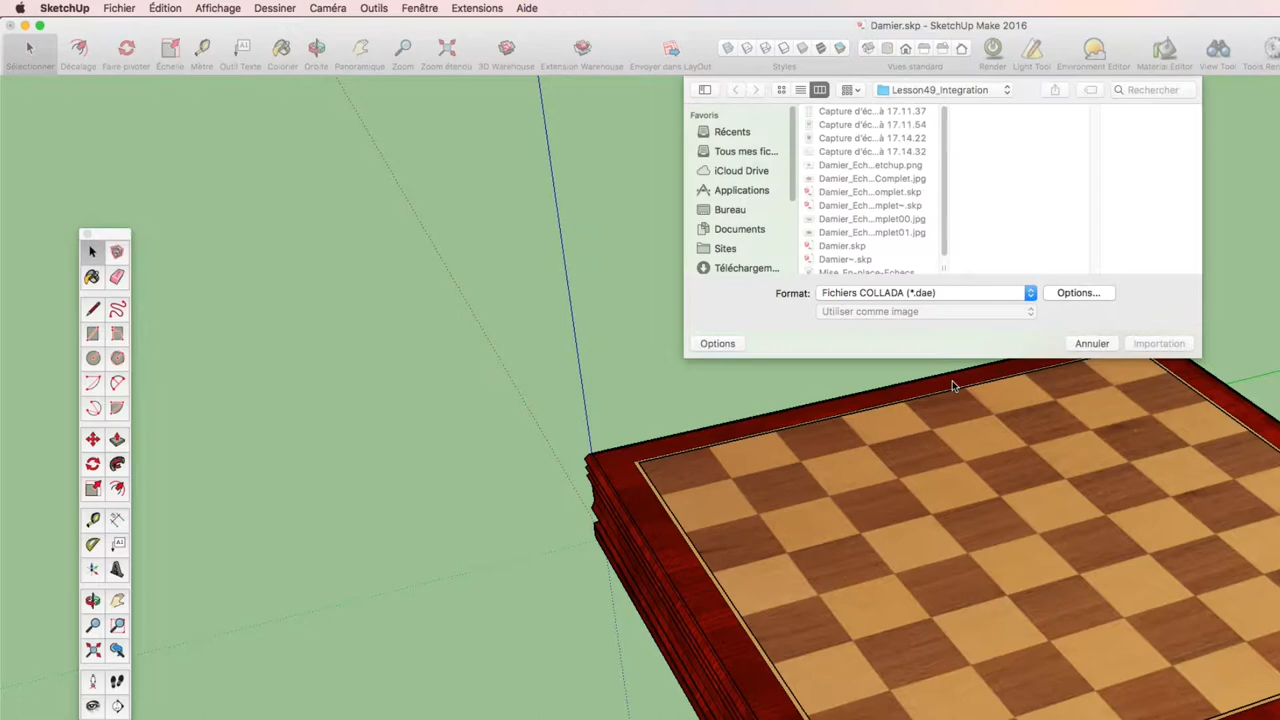 SketchUp Fichier Édition Affichage Dessiner Caméra Outils Fenêtre Extensions Aide
Damier.skp - SketchUp Make 2016
Sélectionner Décalage Faire pivoter Échelle Mètre Outil Texte Colorier Orbite Panoramique Zoom Zoom étendu 3D Warehouse Extension Warehouse Envoyer dans LayOut Styles Vues standard Render Light Tool Environment Editor Material Editor View Tool Tools Ren
Lesson49_Integration
Rechercher
Favoris
Récents
Tous mes fic...
iCloud Drive
Applications
Bureau
Documents
Sites
Téléchargem...
Capture d'éc...à 17.11.37
Capture d'éc...à 17.11.54
Capture d'éc...à 17.14.22
Capture d'éc...à 17.14.32
Damier_Ech...etchup.png
Damier_Ech...Complet.jpg
Damier_Ech...omplet.skp
Damier_Ech...mplet~.skp
Damier_Ech...mplet00.jpg
Damier_Ech...mplet01.jpg
Damier.skp
Damier~.skp
Mise_En-place-Echecs
Format: Fichiers COLLADA (*.dae) Options...
Utiliser comme image
Options Annuler Importation